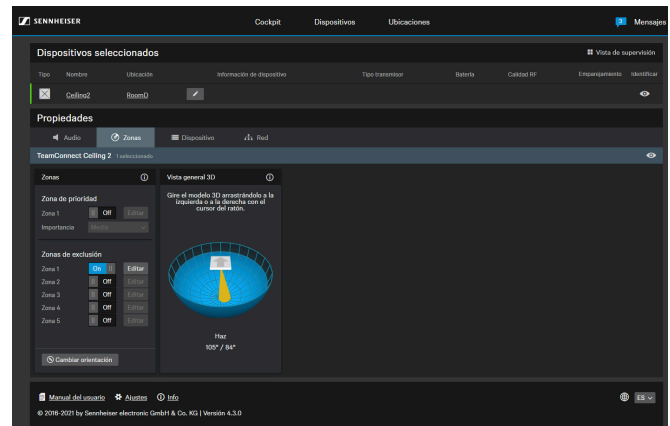 SENNHEISER Cockpit Dispositivos Ubicaciones 3 Mensajes
Dispositivos seleccionados Vista de supervisión
Tipo Nombre Ubicación Información de dispositivo Tipo transmisor Batería Calidad RF Emparejamiento Identificar
Ceiling2 RoomD
Propiedades
Audio Zonas Dispositivo Red
TeamConnect Ceiling 2 1 seleccionado
Zonas Vista general 3D
Zona de prioridad
Zona 1 Off Editar
Importancia Media
Gire el modelo 3D arrastrándolo a la
izquierda o a la derecha con el
cursor del ratón.
Zonas de exclusión
Zona 1 On Editar
Zona 2 Off Editar
Zona 3 Off Editar
Zona 4 Off Editar
Zona 5 Off Editar
Haz
105° / 84°
Cambiar orientación
Manual del usuario Ajustes Info ES
© 2016-2021 by Sennheiser electronic GmbH & Co. KG | Versión 4.3.0